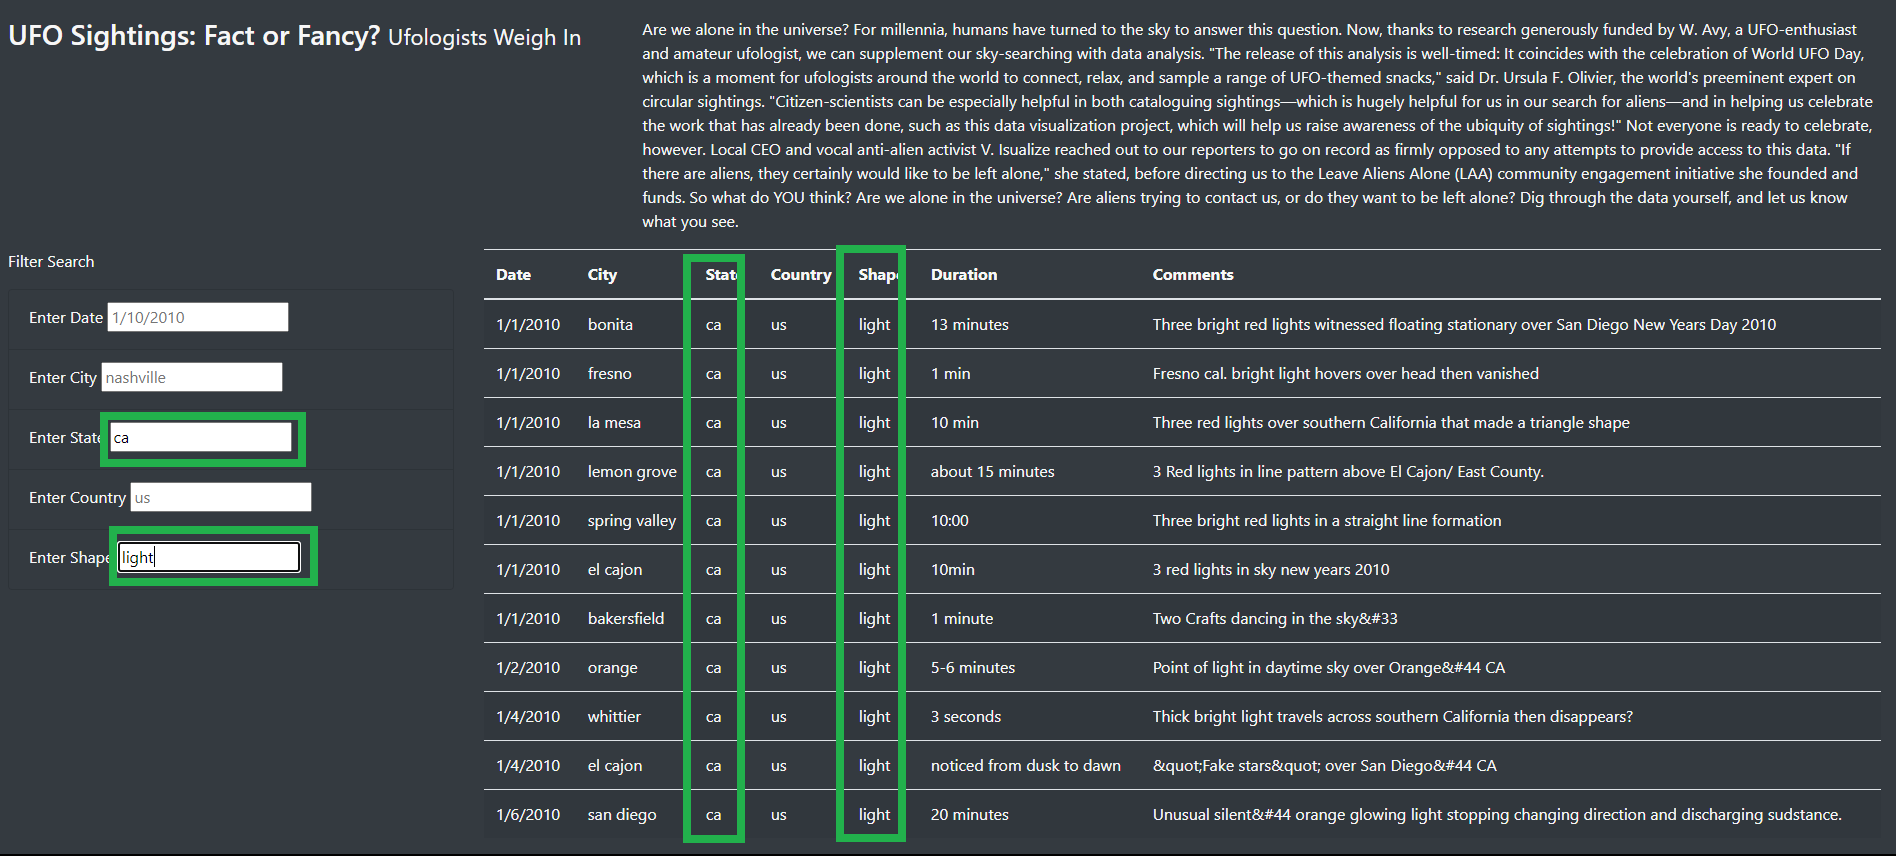 UFO Sightings: Fact or Fancy? Ufologists Weigh In
Are we alone in the universe? For millennia, humans have turned to the sky to answer this question. Now, thanks to research generously funded by W. Avy, a UFO-enthusiast
and amateur ufologist, we can supplement our sky-searching with data analysis. "The release of this analysis is well-timed: It coincides with the celebration of World UFO Day,
which is a moment for ufologists around the world to connect, relax, and sample a range of UFO-themed snacks," said Dr. Ursula F. Olivier, the world's preeminent expert on
circular sightings. "Citizen-scientists can be especially helpful in both cataloguing sightings—which is hugely helpful for us in our search for aliens—and in helping us celebrate
the work that has already been done, such as this data visualization project, which will help us raise awareness of the ubiquity of sightings!" Not everyone is ready to celebrate,
however. Local CEO and vocal anti-alien activist V. Isualize reached out to our reporters to go on record as firmly opposed to any attempts to provide access to this data. "If
there are aliens, they certainly would like to be left alone," she stated, before directing us to the Leave Aliens Alone (LAA) community engagement initiative she founded and
funds. So what do YOU think? Are we alone in the universe? Are aliens trying to contact us, or do they want to be left alone? Dig through the data yourself, and let us know
what you see.
Filter Search
Enter Date 1/10/2010
Enter City nashville
Enter State ca
Enter Country us
Enter Shape light
Date City State Country Shape Duration Comments
1/1/2010 bonita ca us light 13 minutes Three bright red lights witnessed floating stationary over San Diego New Years Day 2010
1/1/2010 fresno ca us light 1 min Fresno cal. bright light hovers over head then vanished
1/1/2010 la mesa ca us light 10 min Three red lights over southern California that made a triangle shape
1/1/2010 lemon grove ca us light about 15 minutes 3 Red lights in line pattern above El Cajon/ East County.
1/1/2010 spring valley ca us light 10:00 Three bright red lights in a straight line formation
1/1/2010 el cajon ca us light 10min 3 red lights in sky new years 2010
1/1/2010 bakersfield ca us light 1 minute Two Crafts dancing in the sky&#33
1/2/2010 orange ca us light 5-6 minutes Point of light in daytime sky over Orange&#44 CA
1/4/2010 whittier ca us light 3 seconds Thick bright light travels across southern California then disappears?
1/4/2010 el cajon ca us light noticed from dusk to dawn &quot;Fake stars&quot; over San Diego&#44 CA
1/6/2010 san diego ca us light 20 minutes Unusual silent&#44 orange glowing light stopping changing direction and discharging sudstance.